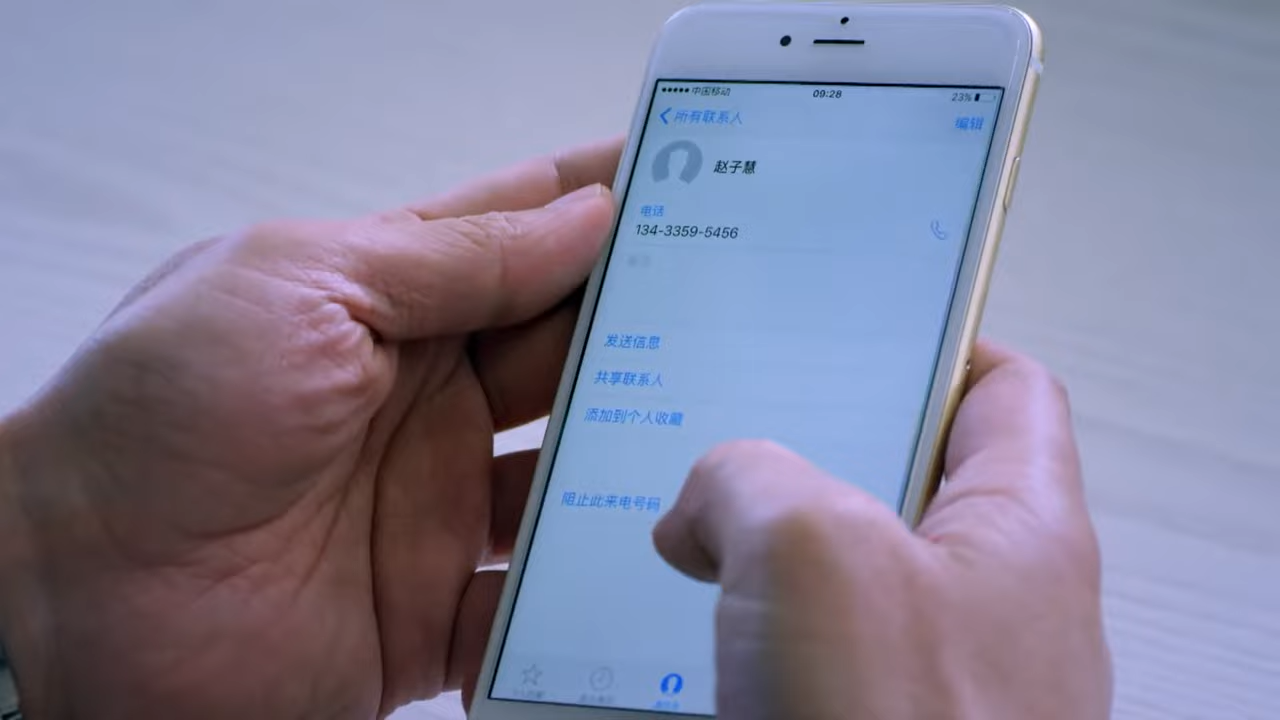 中国移动 09:28 23%
所有联系人 编辑
赵子慧
电话
134-3359-5456
发送信息
共享联系人
添加到个人收藏
阻止此来电号码